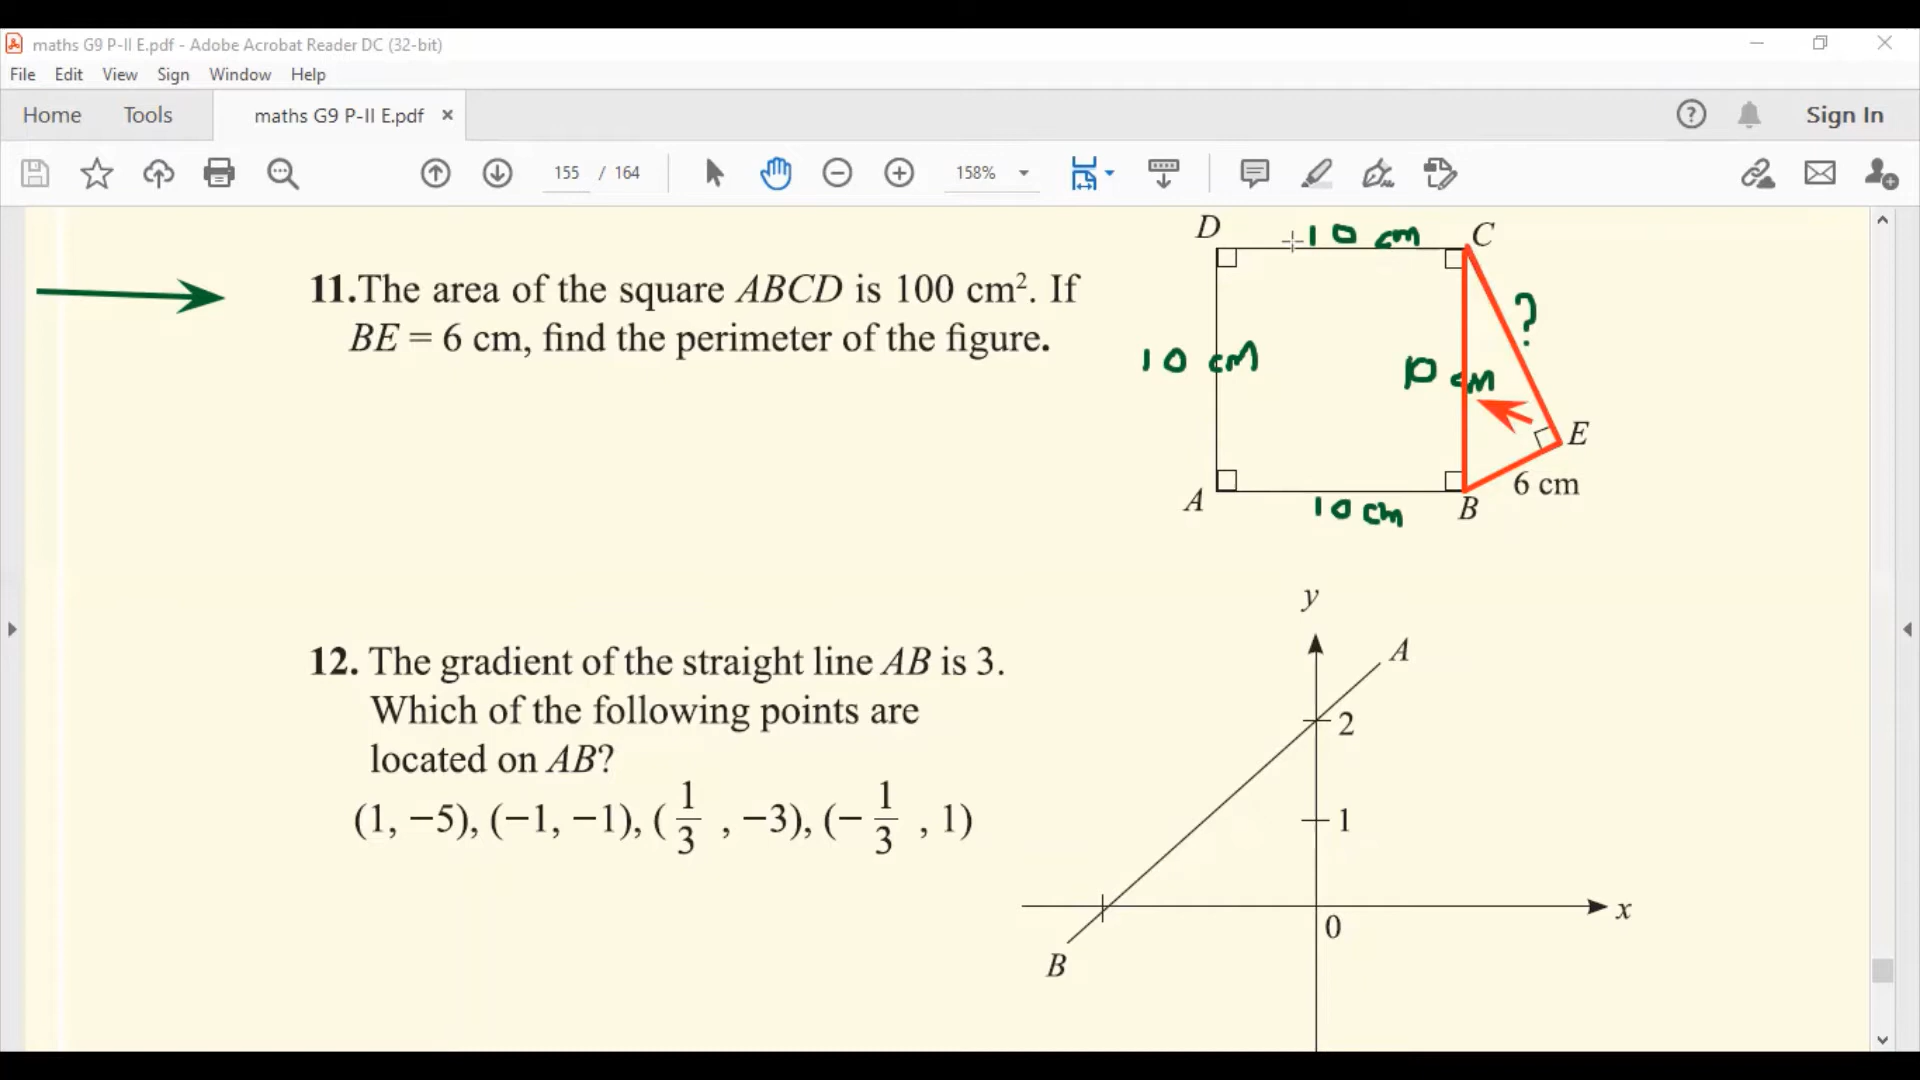 maths G9 P-II E.pdf - Adobe Acrobat Reader DC (32-bit)
File Edit View Sign Window Help
Home Tools maths G9 P-II E.pdf × Sign In
155 / 164 158%
D 10 cm C
11.The area of the square ABCD is 100 cm². If
BE = 6 cm, find the perimeter of the figure.
?
10 cm 10 cm
E
6 cm
A 10 cm B
y
12. The gradient of the straight line AB is 3.
Which of the following points are
located on AB?
(1, −5), (−1, −1), (1/3 , −3), (−1/3 , 1)
A
2
1
0
x
B